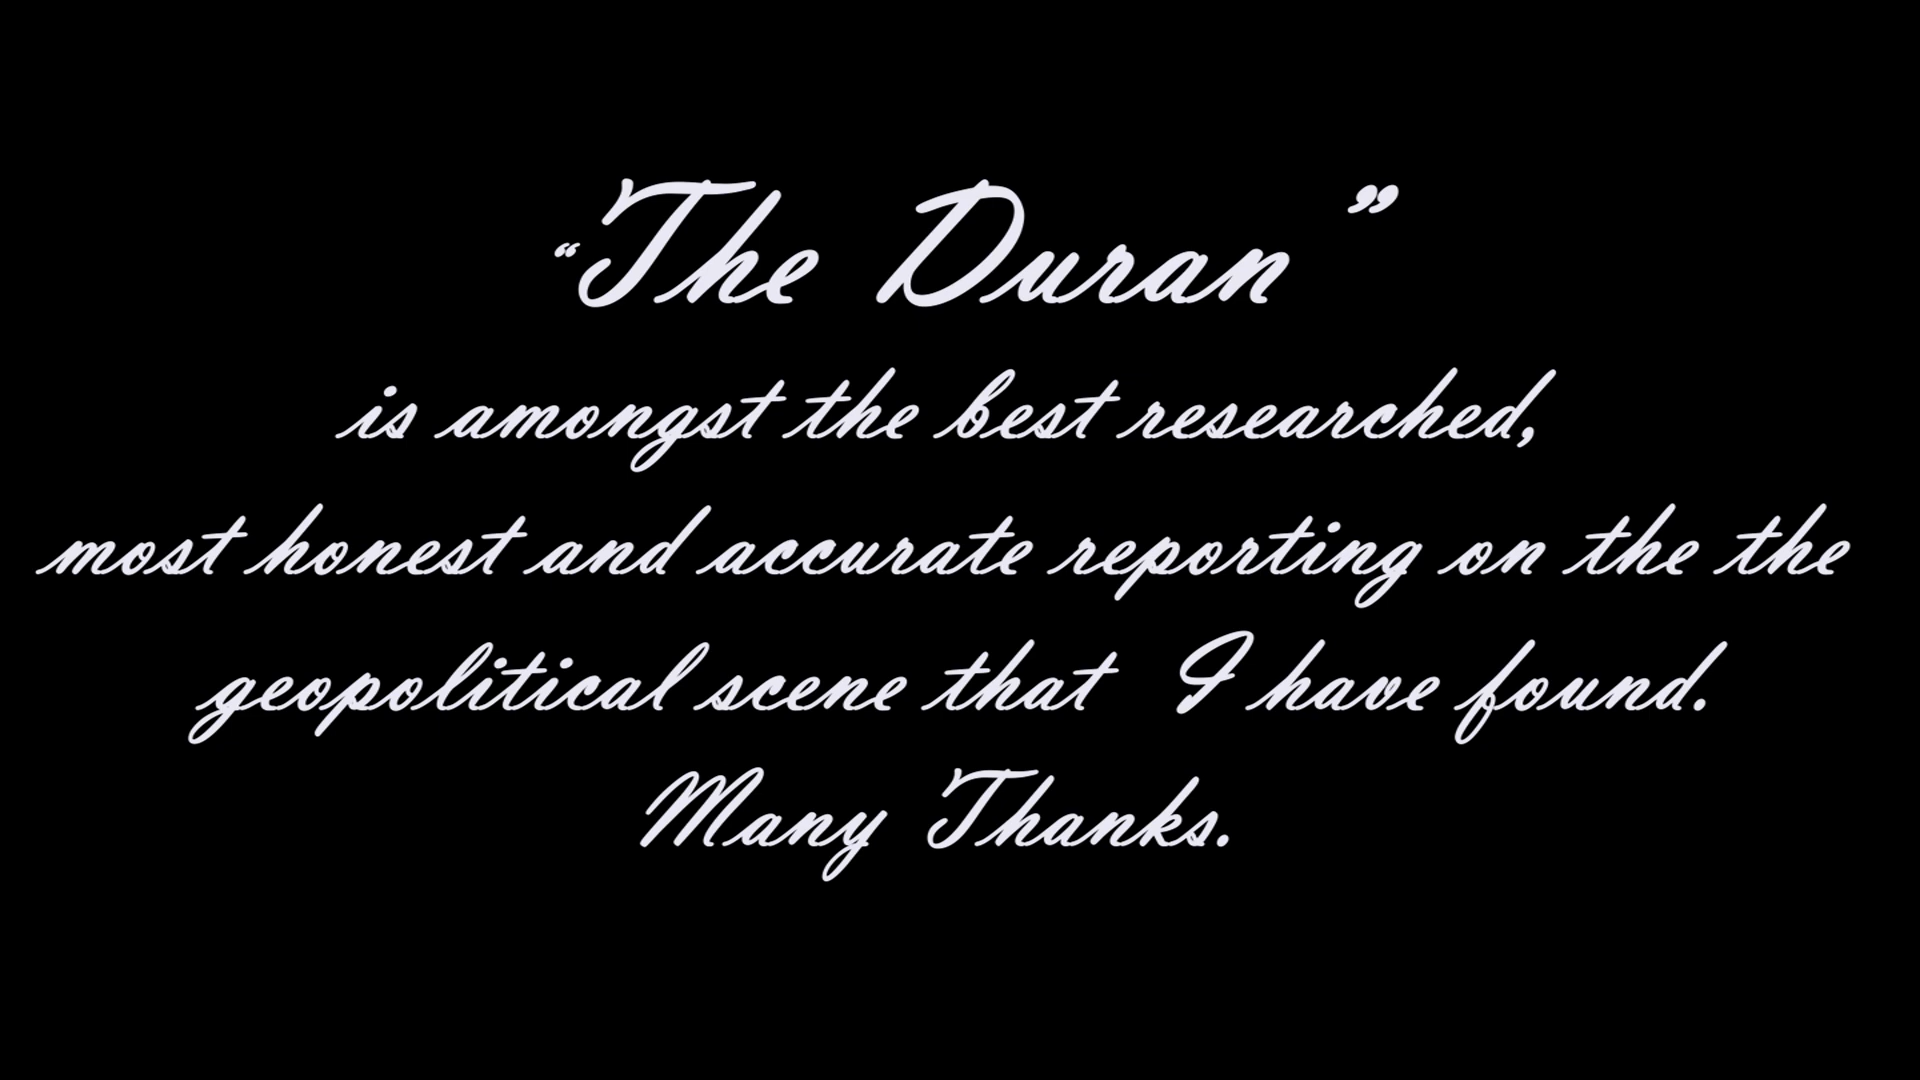 “The Duran”
is amongst the best researched,
most honest and accurate reporting on the the
geopolitical scene that I have found.
Many Thanks.